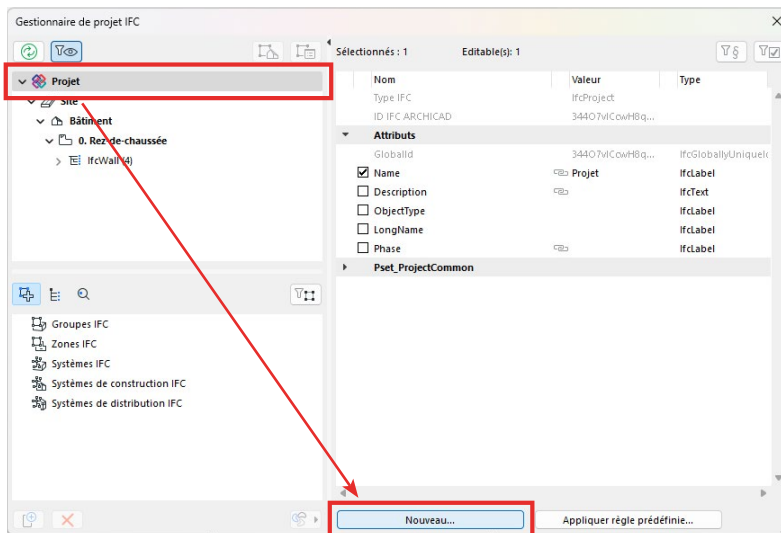 Gestionnaire de projet IFC
Sélectionnés : 1 Editable(s): 1
Projet
Site
Bâtiment
0. Rez-de-chaussée
IfcWall (4)
Groupes IFC
Zones IFC
Systèmes IFC
Systèmes de construction IFC
Systèmes de distribution IFC
Nom Valeur Type
Type IFC IfcProject
ID IFC ARCHICAD 344O7vlCcwH8q...
Attributs
GlobalId 344O7vlCcwH8q... IfcGloballyUniqueId
Name Projet IfcLabel
Description IfcText
ObjectType IfcLabel
LongName IfcLabel
Phase IfcLabel
Pset_ProjectCommon
Nouveau... Appliquer règle prédéfinie...